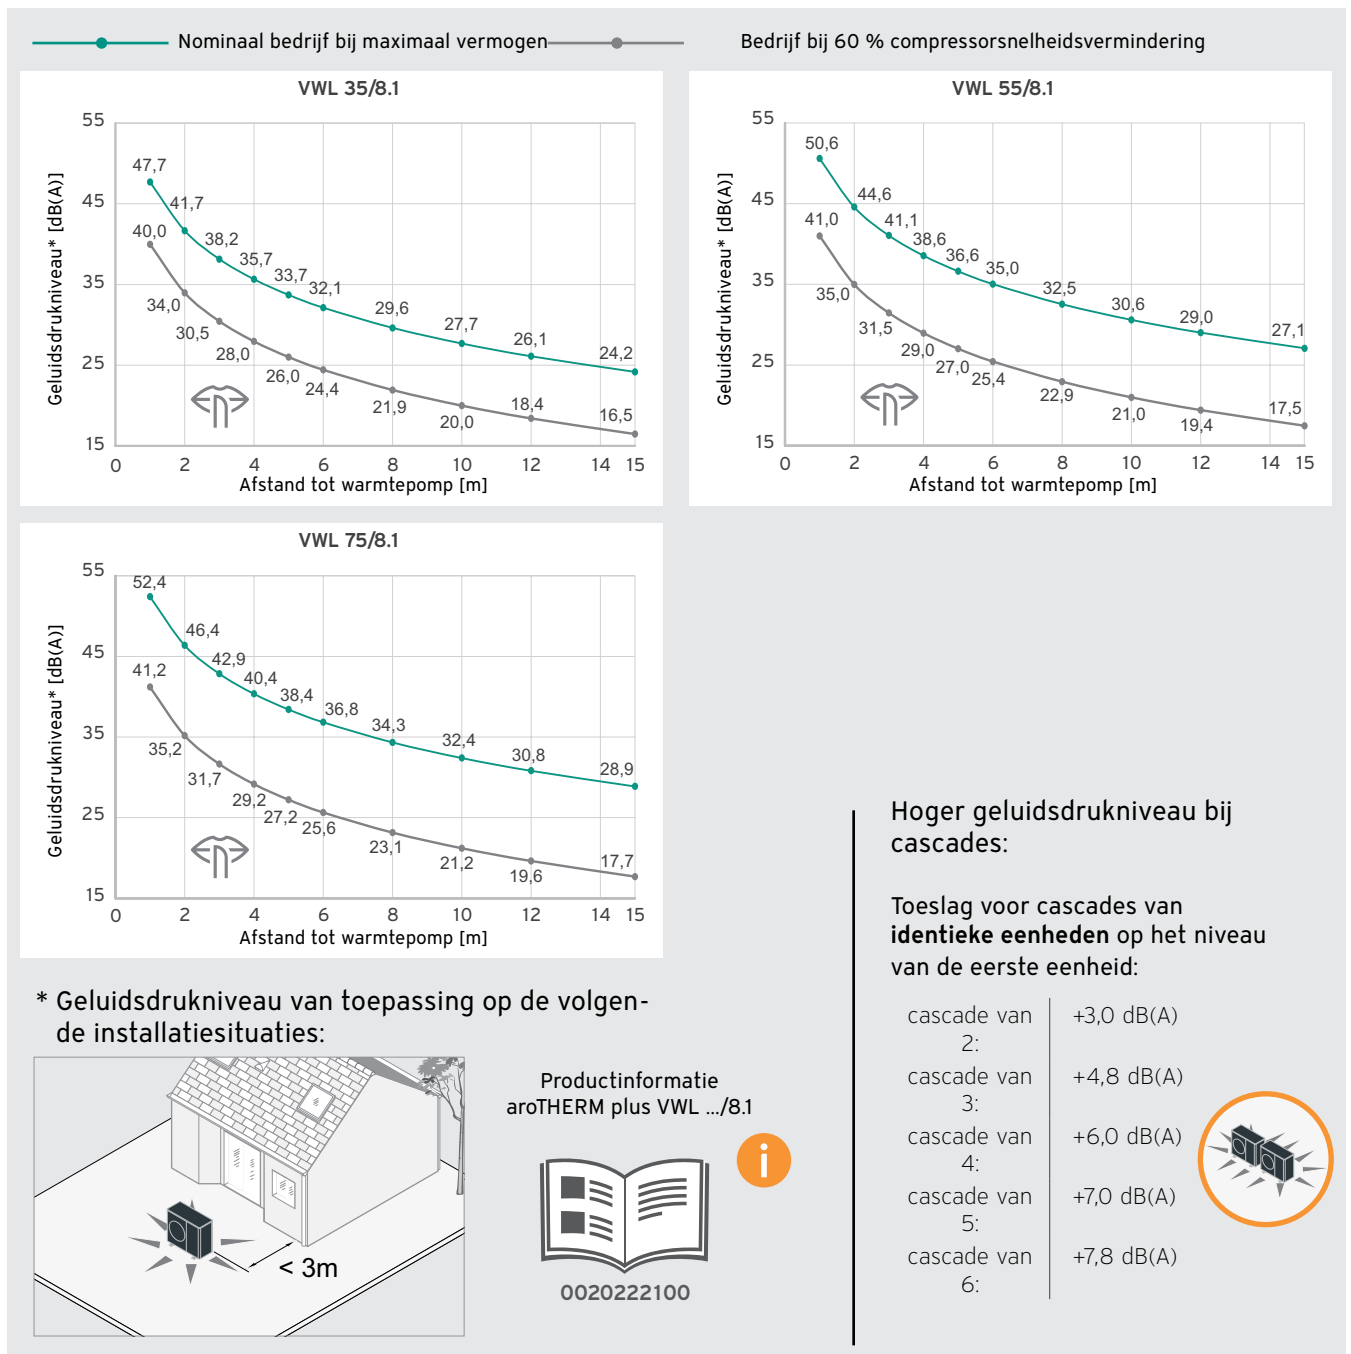 Nominaal bedrijf bij maximaal vermogen
Bedrijf bij 60 % compressorsnelheidsvermindering
VWL 35/8.1
Geluidsdrukniveau* [dB(A)]
55
45
35
25
15
47,7
41,7
38,2
35,7
33,7
32,1
29,6
27,7
26,1
24,2
40,0
34,0
30,5
28,0
26,0
24,4
21,9
20,0
18,4
16,5
0 2 4 6 8 10 12 14 15
Afstand tot warmtepomp [m]
VWL 55/8.1
Geluidsdrukniveau* [dB(A)]
55
45
35
25
15
50,6
44,6
41,1
38,6
36,6
35,0
32,5
30,6
29,0
27,1
41,0
35,0
31,5
29,0
27,0
25,4
22,9
21,0
19,4
17,5
0 2 4 6 8 10 12 14 15
Afstand tot warmtepomp [m]
VWL 75/8.1
Geluidsdrukniveau* [dB(A)]
55
45
35
25
15
52,4
46,4
42,9
40,4
38,4
36,8
34,3
32,4
30,8
28,9
41,2
35,2
31,7
29,2
27,2
25,6
23,1
21,2
19,6
17,7
0 2 4 6 8 10 12 14 15
Afstand tot warmtepomp [m]
* Geluidsdrukniveau van toepassing op de volgen-
de installatiesituaties:
< 3m
Productinformatie
aroTHERM plus VWL .../8.1
i
0020222100
Hoger geluidsdrukniveau bij
cascades:
Toeslag voor cascades van
identieke eenheden op het niveau
van de eerste eenheid:
cascade van +3,0 dB(A)
2:
cascade van +4,8 dB(A)
3:
cascade van +6,0 dB(A)
4:
cascade van +7,0 dB(A)
5:
cascade van +7,8 dB(A)
6: